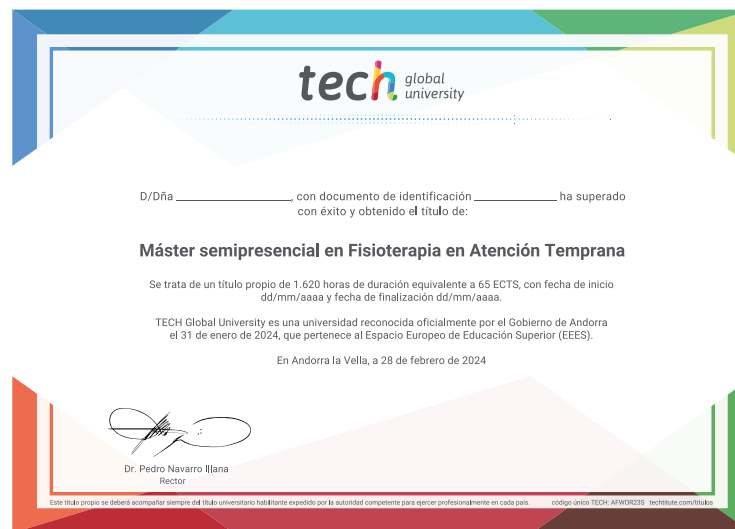 tech global
university
D/Dña ______________, con documento de identificación ______________ ha superado
con éxito y obtenido el título de:
Máster semipresencial en Fisioterapia en Atención Temprana
Se trata de un título propio de 1.620 horas de duración equivalente a 65 ECTS, con fecha de inicio
dd/mm/aaaa y fecha de finalización dd/mm/aaaa.
TECH Global University es una universidad reconocida oficialmente por el Gobierno de Andorra
el 31 de enero de 2024, que pertenece al Espacio Europeo de Educación Superior (EEES).
En Andorra la Vella, a 28 de febrero de 2024
Dr. Pedro Navarro Illana
Rector
Este título propio se deberá acompañar siempre del título universitario habilitante expedido por la autoridad competente para ejercer profesionalmente en cada país. código único TECH: AFWOR23S techtitute.com/títulos